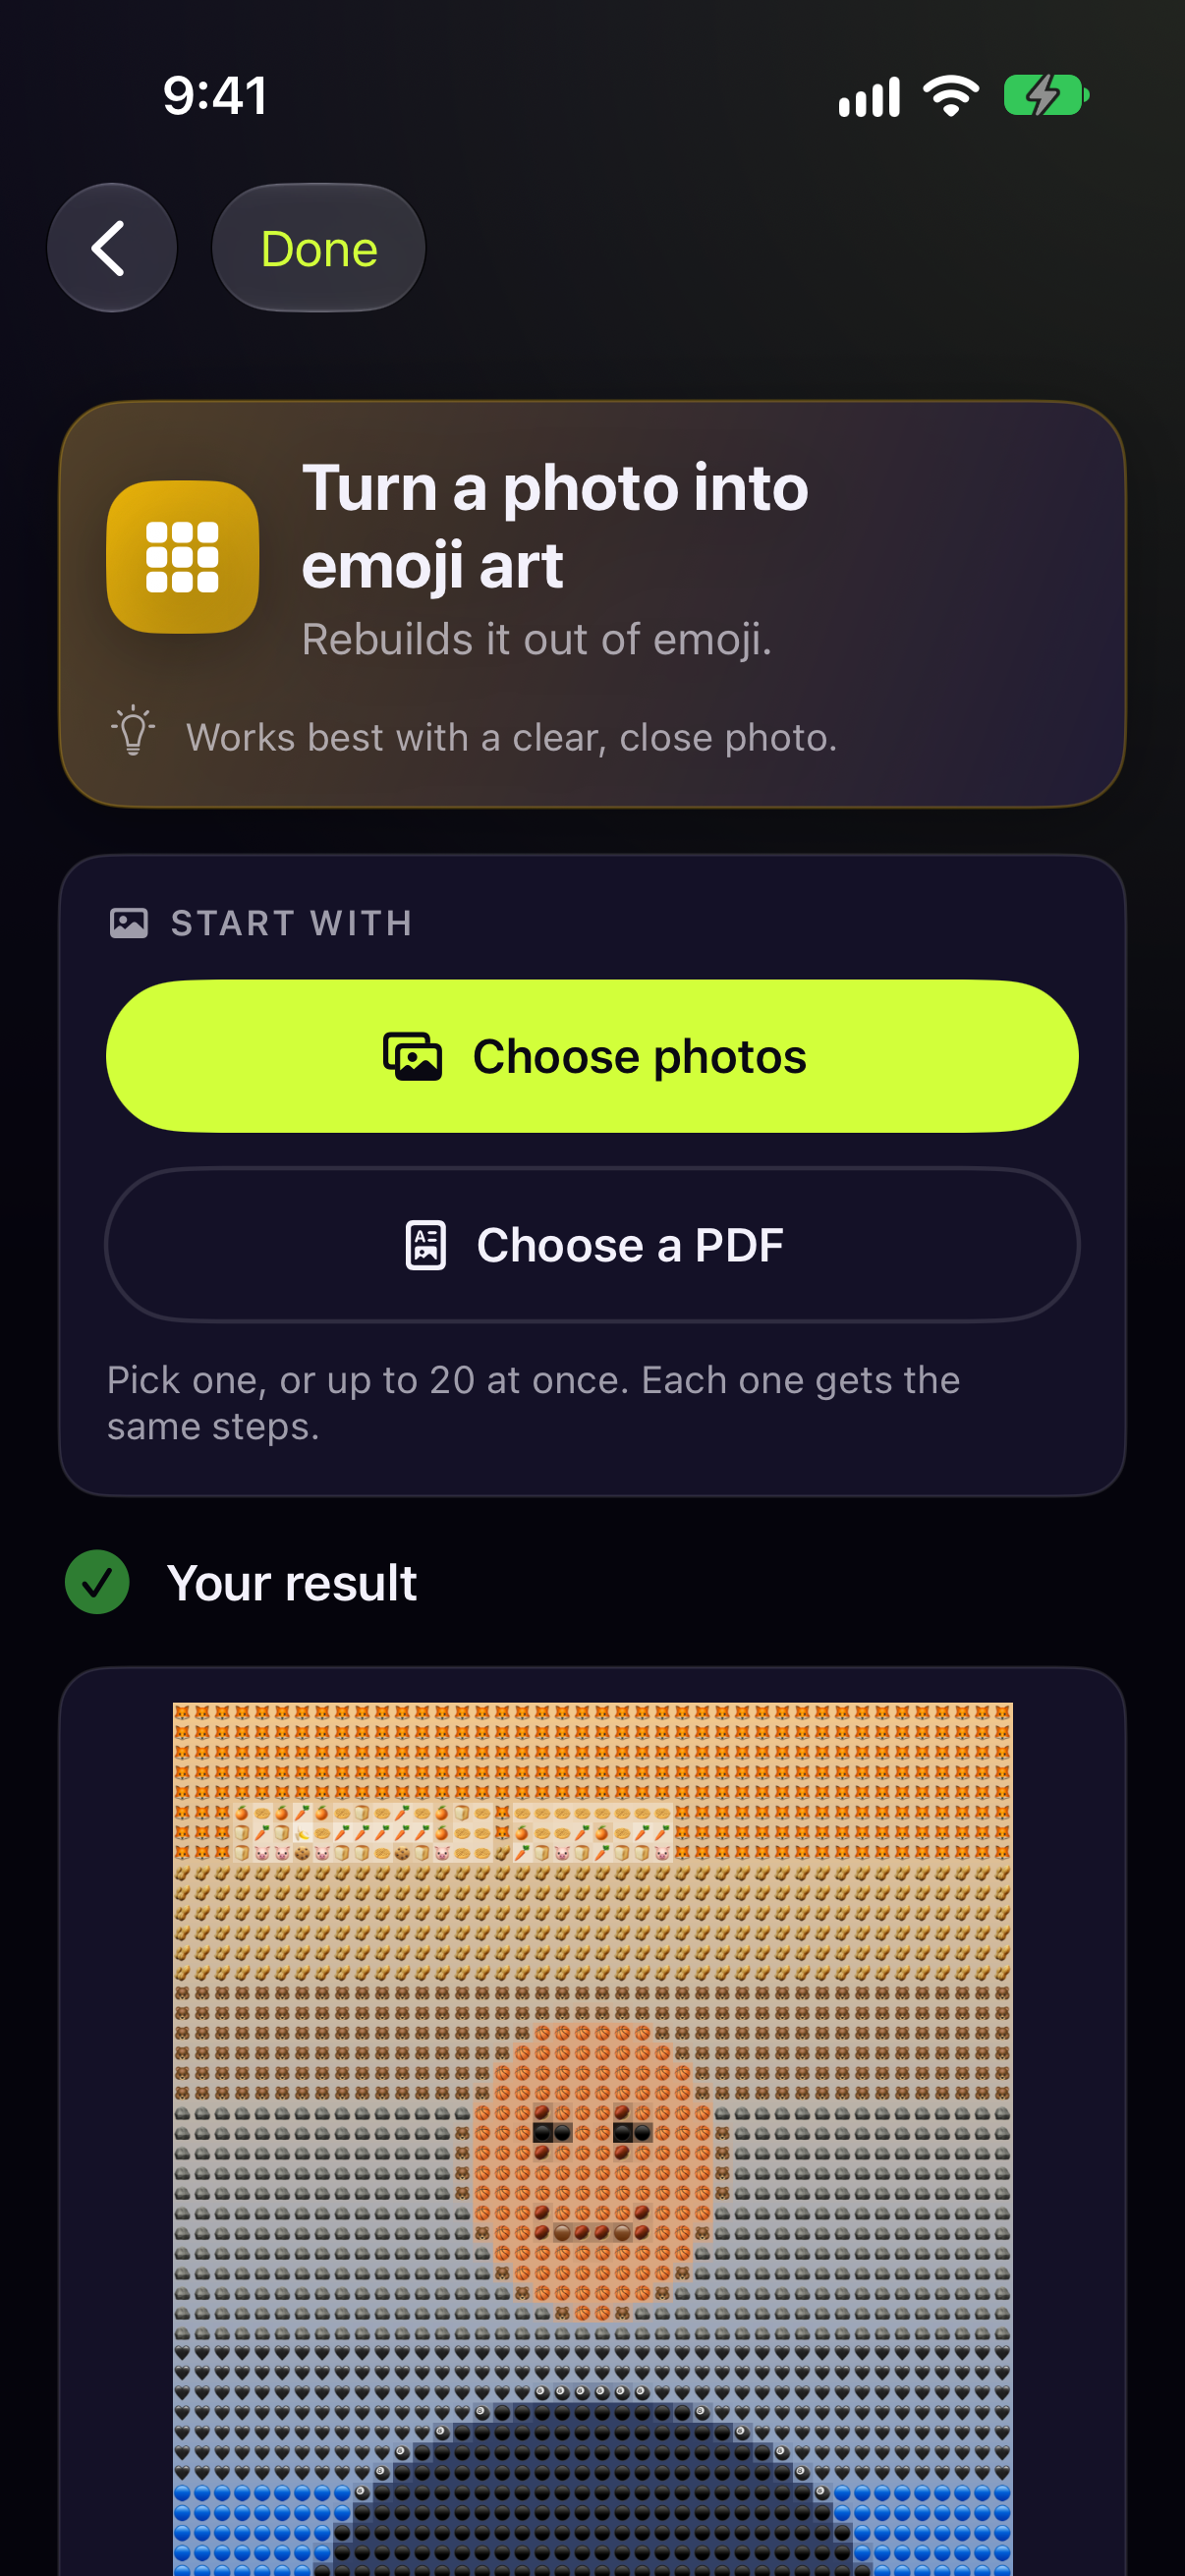 9:41
Done
Turn a photo into
emoji art
Rebuilds it out of emoji.
Works best with a clear, close photo.
START WITH
Choose photos
Choose a PDF
Pick one, or up to 20 at once. Each one gets the
same steps.
Your result